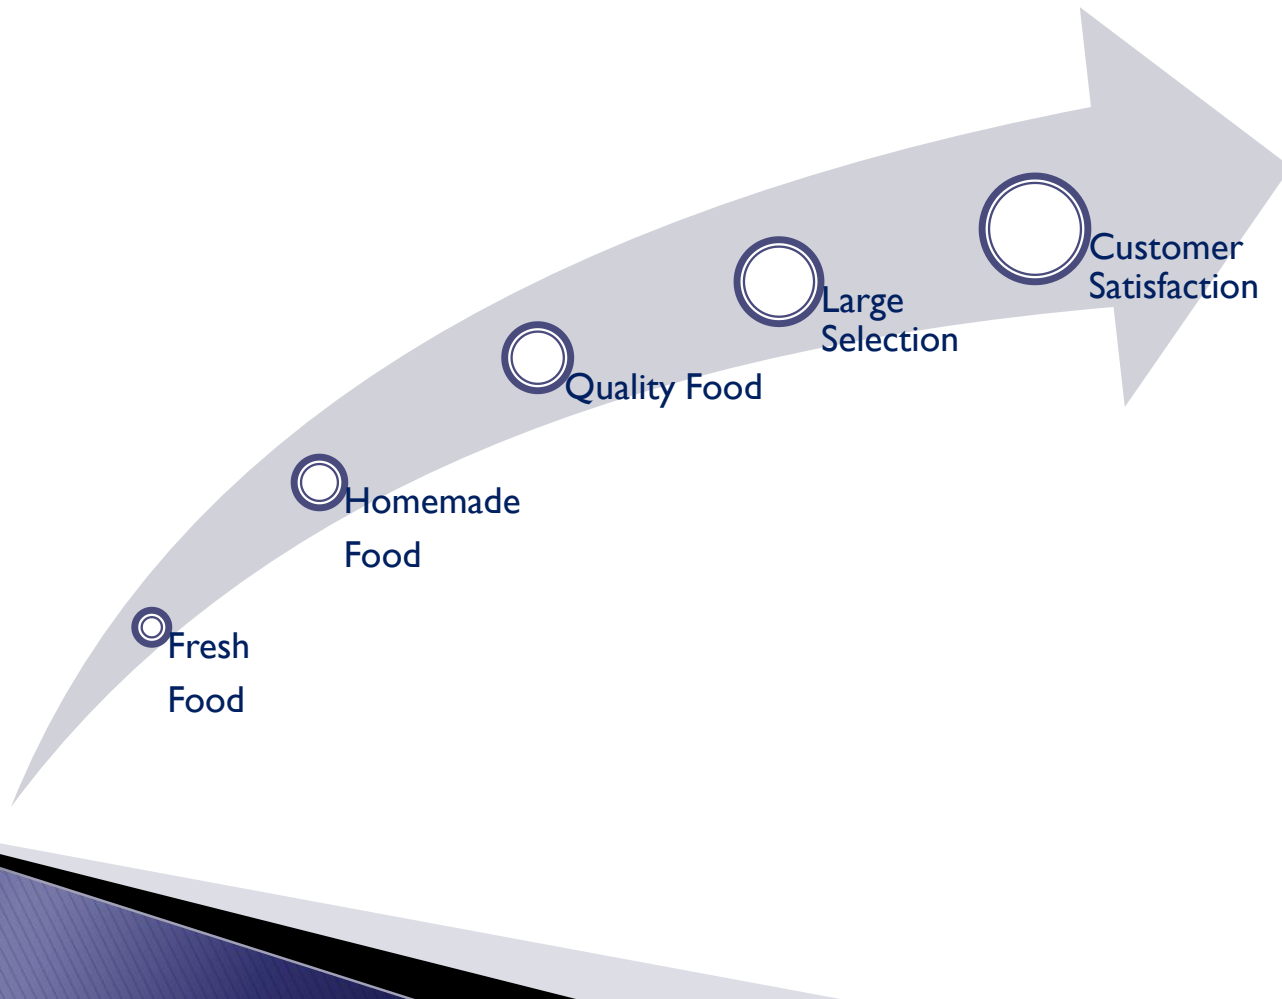 Customer
Satisfaction
Large
Selection
Quality Food
Homemade
Food
Fresh
Food